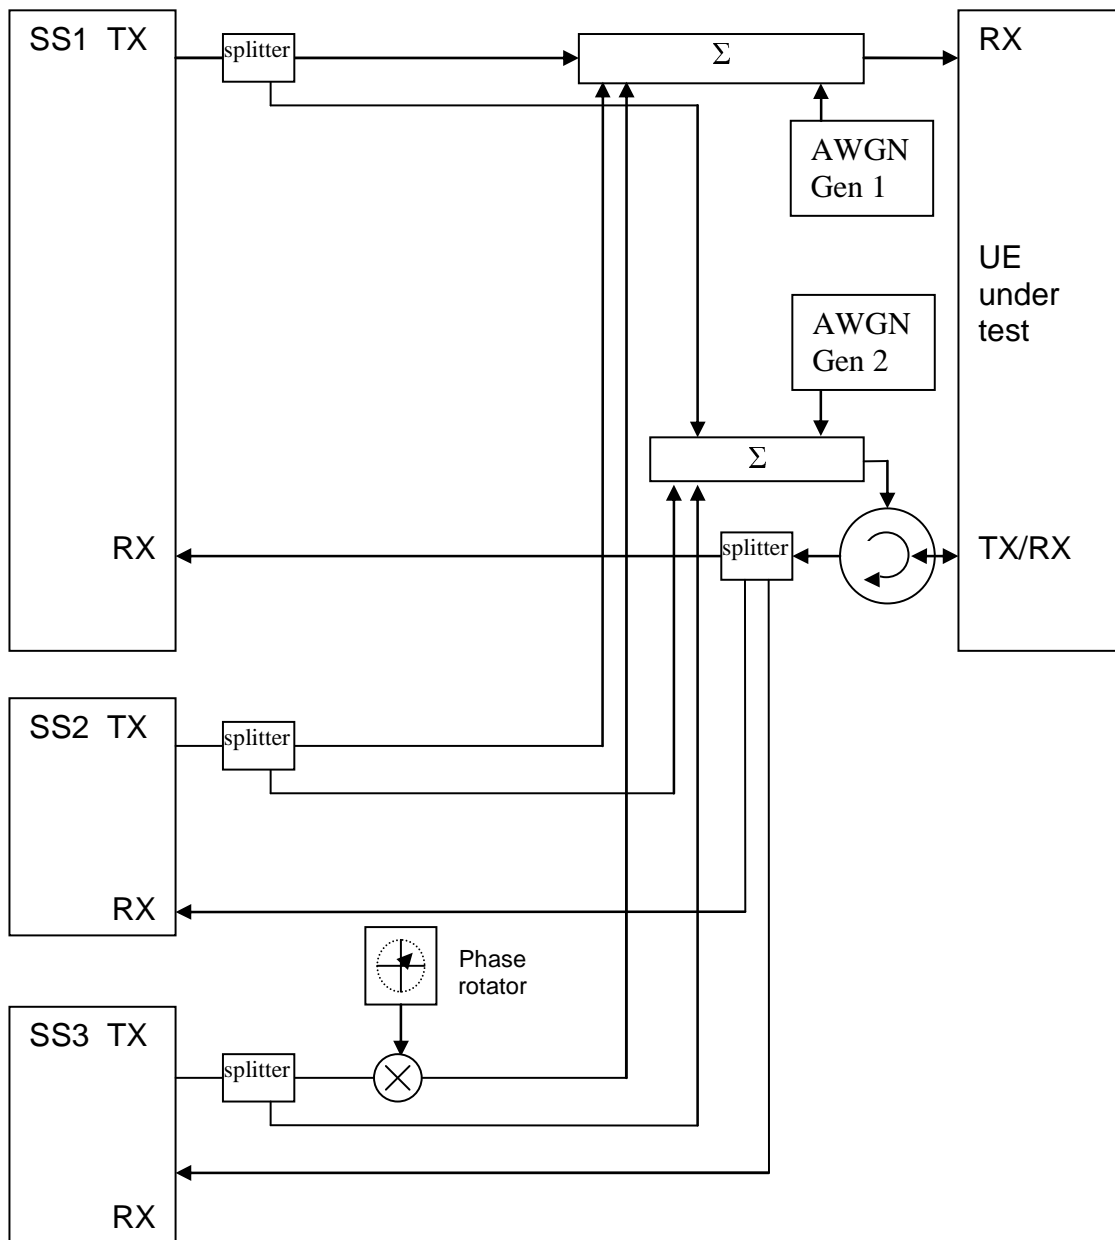 SS1 TX
splitter
Σ
RX
AWGN
Gen 1
UE
under
test
AWGN
Gen 2
Σ
RX
splitter
TX/RX
SS2 TX
splitter
RX
Phase
rotator
SS3 TX
splitter
RX